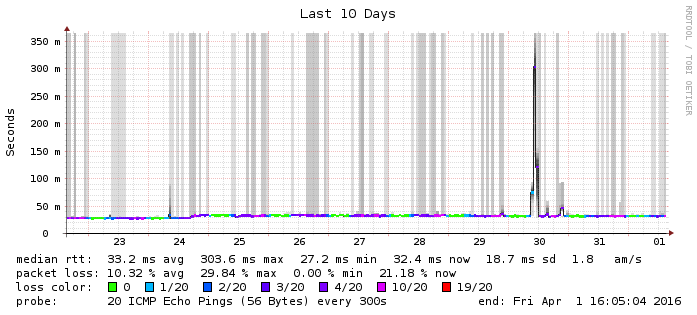 Last 10 Days
RRDTOOL / TOBI OETIKER
Seconds
350 m
300 m
250 m
200 m
150 m
100 m
50 m
0
23 24 25 26 27 28 29 30 31 01
median rtt: 33.2 ms avg 303.6 ms max 27.2 ms min 32.4 ms now 18.7 ms sd 1.8 am/s
packet loss: 10.32 % avg 29.84 % max 0.00 % min 21.18 % now
loss color: 0 1/20 2/20 3/20 4/20 10/20 19/20
probe: 20 ICMP Echo Pings (56 Bytes) every 300s end: Fri Apr 1 16:05:04 2016